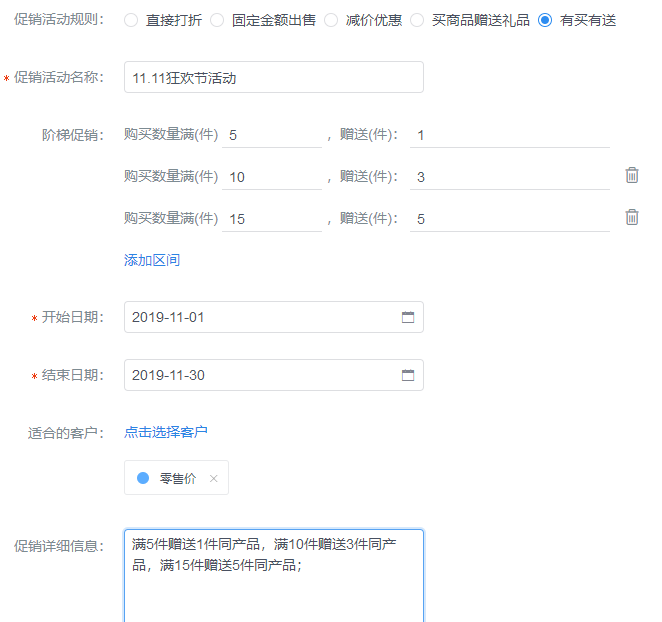 促销活动规则： 直接打折 固定金额出售 减价优惠 买商品赠送礼品 有买有送
* 促销活动名称： 11.11狂欢节活动
阶梯促销： 购买数量满(件) 5 ，赠送(件)： 1
购买数量满(件) 10 ，赠送(件)： 3
购买数量满(件) 15 ，赠送(件)： 5
添加区间
* 开始日期： 2019-11-01
* 结束日期： 2019-11-30
适合的客户： 点击选择客户
零售价 ×
促销详细信息： 满5件赠送1件同产品，满10件赠送3件同产
品，满15件赠送5件同产品；